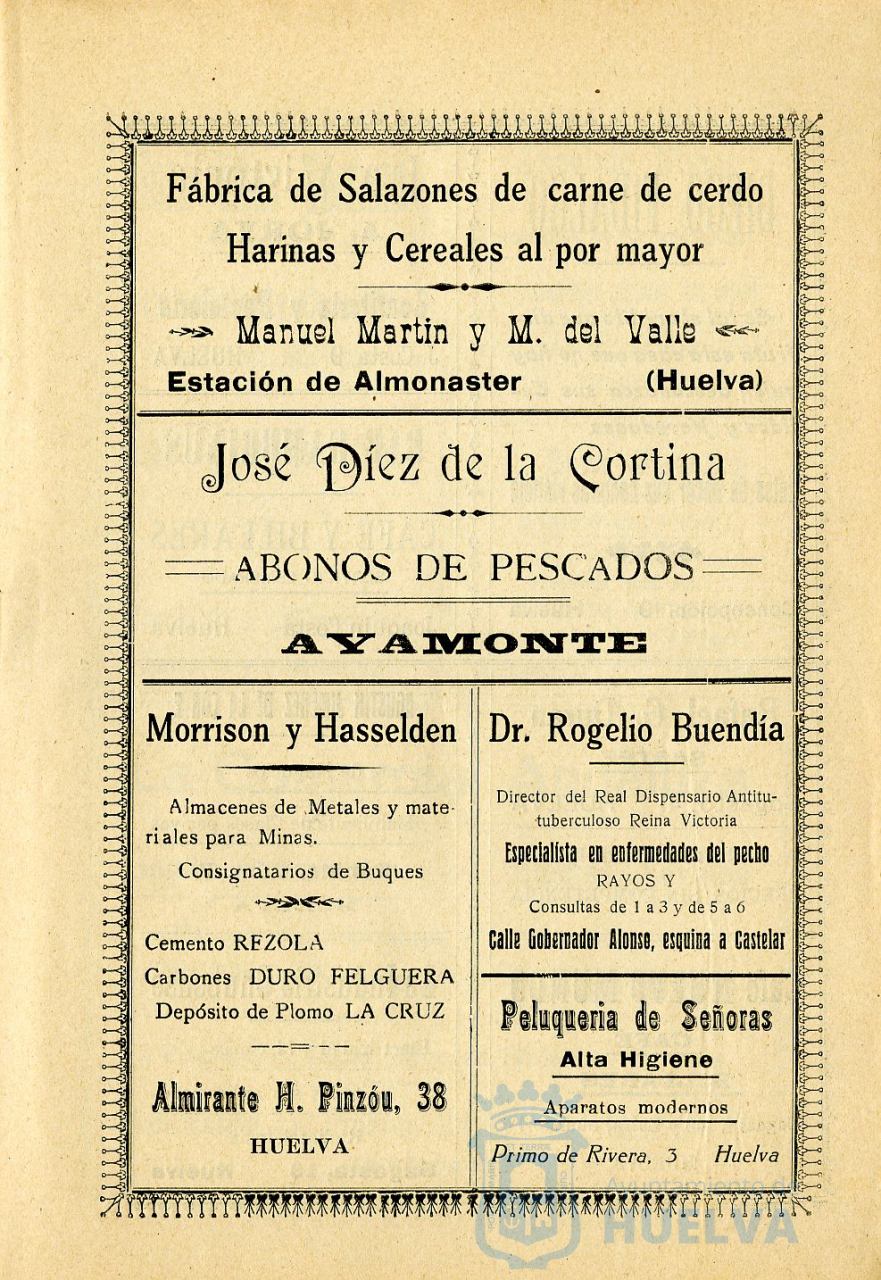 Fábrica de Salazones de carne de cerdo
Harinas y Cereales al por mayor
Manuel Martin y M. del Valle
Estación de Almonaster (Huelva)
José Díez de la Cortina
ABONOS DE PESCADOS
AYAMONTE
Morrison y Hasselden
Almacenes de Metales y mate-
riales para Minas.
Consignatarios de Buques
Cemento REZOLA
Carbones DURO FELGUERA
Depósito de Plomo LA CRUZ
Almirante H. Pinzóu, 38
HUELVA
Dr. Rogelio Buendía
Director del Real Dispensario Antitu-
tuberculoso Reina Victoria
Especialista en enfermedades del pecho
RAYOS Y
Consultas de 1 a 3 y de 5 a 6
Calle Gobernador Alonso, esquina a Castelar
Peluqueria de Señoras
Alta Higiene
Aparatos modernos
Primo de Rivera, 3 Huelva
Ayuntamiento de
HUELVA